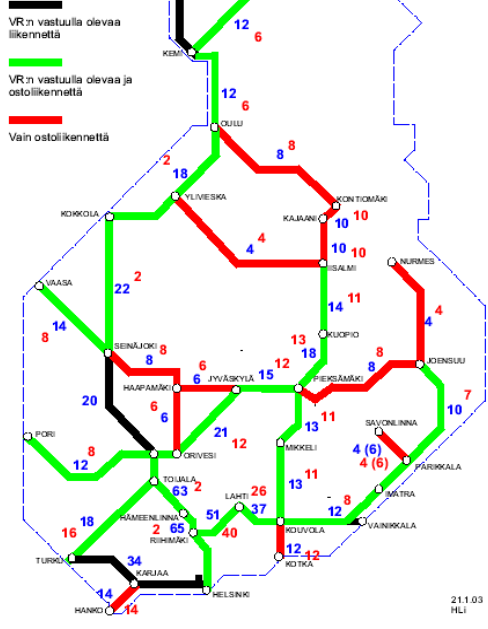 VR:n vastuulla olevaa
liikennettä
VR:n vastuulla olevaa ja
ostoliikennettä
Vain ostoliikennettä
12
6
KEMI
12
6
OULU
2
18
8
8
YLIVIESKA
KONTIOMÄKI
KOKKOLA
KAJAANI
10
10
4
4
10
10
IISALMI
NURMES
VAASA
2
22
14
11
4
4
8
14
SEINÄJOKI
8
8
13
KUOPIO
18
12
8
8
JOENSUU
6
6
HAAPAMÄKI
JYVÄSKYLÄ
15
PIEKSÄMÄKI
20
6
6
11
13
7
10
SAVONLINNA
PORI
21
12
8
12
ORIVESI
MIKKELI
4 (6)
4 (6)
PARIKKALA
11
13
TOIJALA
63
2
IMATRA
LAHTI
26
HÄMEENLINNA
51
37
8
12
18
2
65
40
RIIHIMÄKI
KOUVOLA
VAINIKKALA
16
TURKU
34
12
12
KOTKA
KARJAA
14
HELSINKI
HANKO
14
21.1.03
HLi